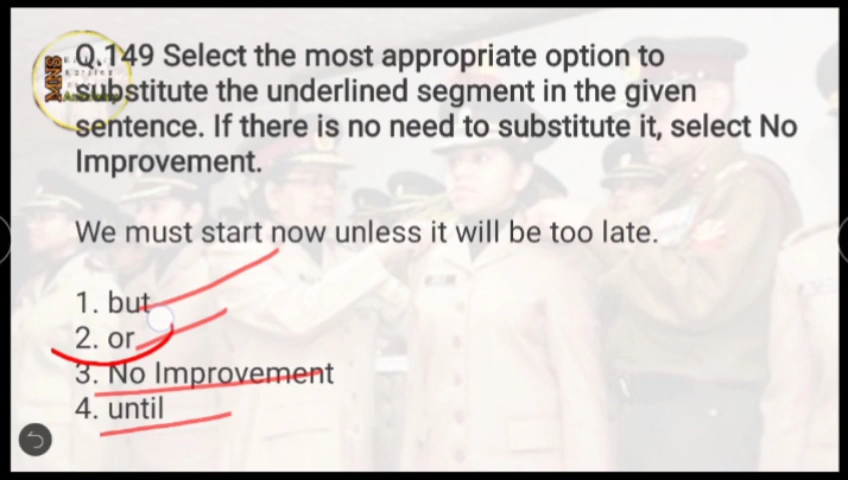 Q.149 Select the most appropriate option to
substitute the underlined segment in the given
sentence. If there is no need to substitute it, select No
Improvement.
We must start now unless it will be too late.
1. but
2. or
3. No Improvement
4. until
MNS